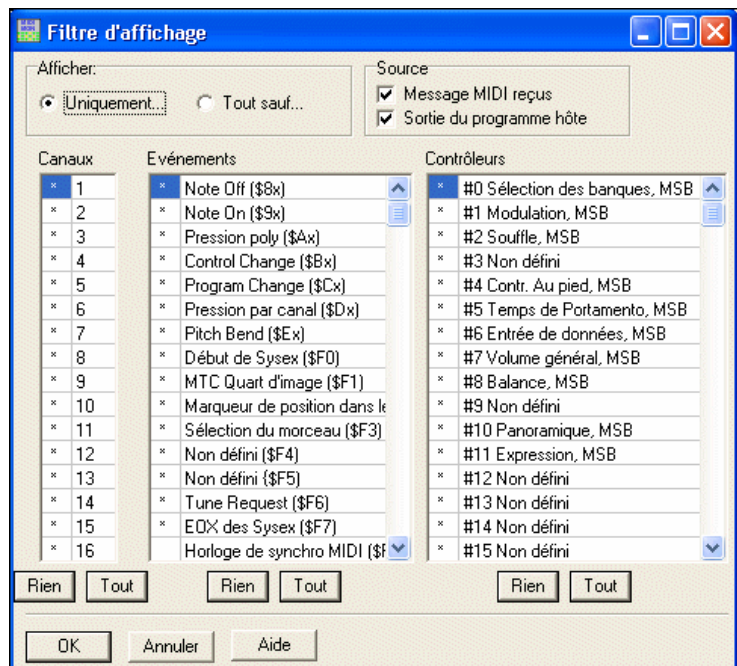 Filtre d'affichage
Afficher:
Uniquement...
Tout sauf...
Source
Message MIDI reçus
Sortie du programme hôte
Canaux
* 1
* 2
* 3
* 4
* 5
* 6
* 7
* 8
* 9
* 10
* 11
* 12
* 13
* 14
* 15
* 16
Evénements
* Note Off ($8x)
* Note On ($9x)
* Pression poly ($Ax)
* Control Change ($Bx)
* Program Change ($Cx)
* Pression par canal ($Dx)
* Pitch Bend ($Ex)
* Début de Sysex ($F0)
* MTC Quart d'image ($F1)
* Marqueur de position dans le
* Sélection du morceau ($F3)
* Non défini ($F4)
* Non défini {$F5)
* Tune Request ($F6)
* EOX des Sysex ($F7)
Horloge de synchro MIDI ($F
Contrôleurs
* #0 Sélection des banques, MSB
* #1 Modulation, MSB
* #2 Souffle, MSB
* #3 Non défini
* #4 Contr. Au pied, MSB
* #5 Temps de Portamento, MSB
* #6 Entrée de données, MSB
* #7 Volume général, MSB
* #8 Balance, MSB
* #9 Non défini
* #10 Panoramique, MSB
* #11 Expression, MSB
* #12 Non défini
* #13 Non défini
* #14 Non défini
* #15 Non défini
Rien Tout
Rien Tout
Rien Tout
OK Annuler Aide